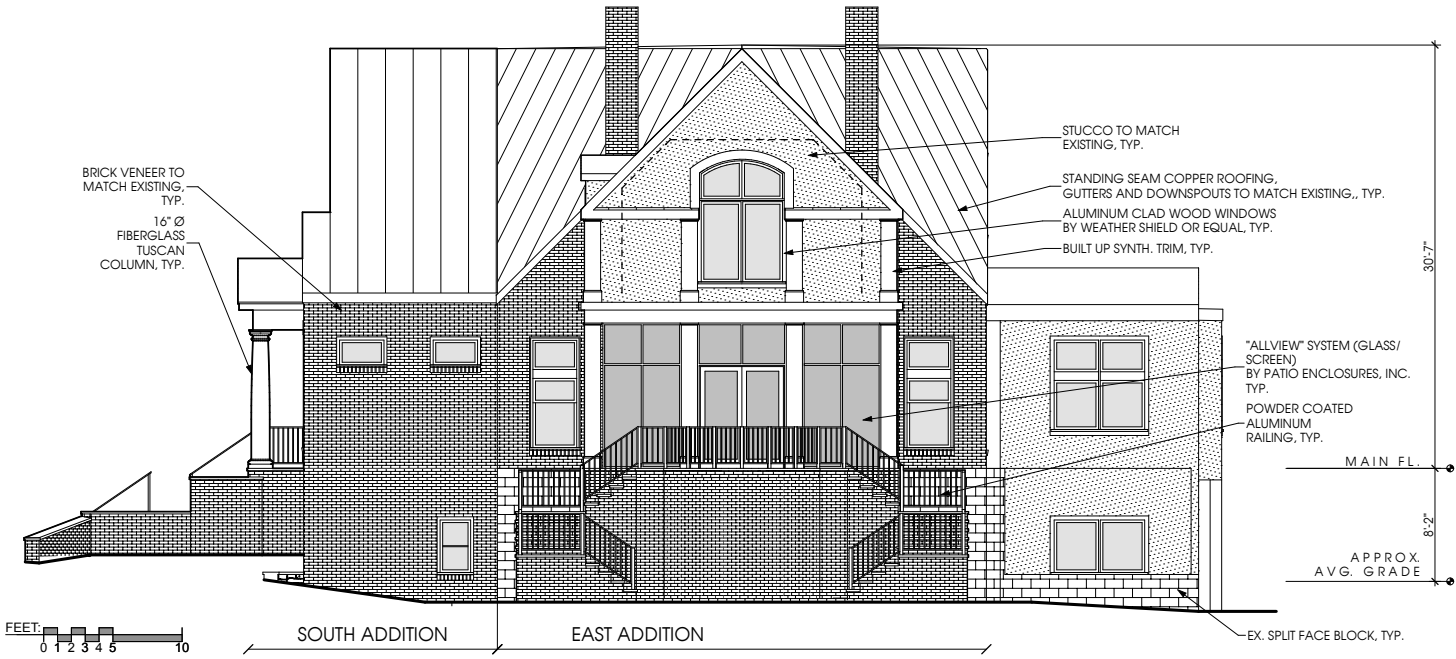 STUCCO TO MATCH
EXISTING, TYP.
BRICK VENEER TO
MATCH EXISTING,
TYP.
16" Ø
FIBERGLASS
TUSCAN
COLUMN, TYP.
STANDING SEAM COPPER ROOFING,
GUTTERS AND DOWNSPOUTS TO MATCH EXISTING,, TYP.
ALUMINUM CLAD WOOD WINDOWS
BY WEATHER SHIELD OR EQUAL, TYP.
BUILT UP SYNTH. TRIM, TYP.
30'-7"
"ALLVIEW" SYSTEM (GLASS/
SCREEN)
BY PATIO ENCLOSURES, INC.
TYP.
POWDER COATED
ALUMINUM
RAILING, TYP.
MAIN FL.
8'-2"
APPROX.
AVG. GRADE
EX. SPLIT FACE BLOCK, TYP.
FEET:
0 1 2 3 4 5 10
SOUTH ADDITION
EAST ADDITION